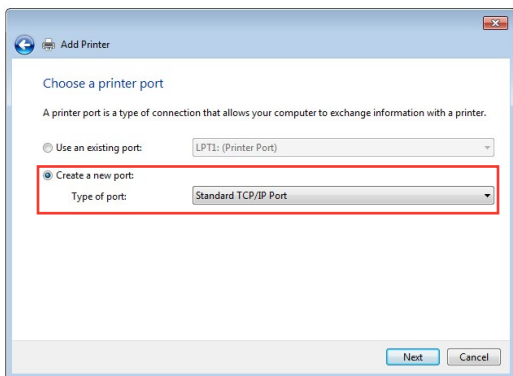 Add Printer
Choose a printer port
A printer port is a type of connection that allows your computer to exchange information with a printer.
Use an existing port: LPT1: (Printer Port)
Create a new port:
Type of port: Standard TCP/IP Port
Next Cancel